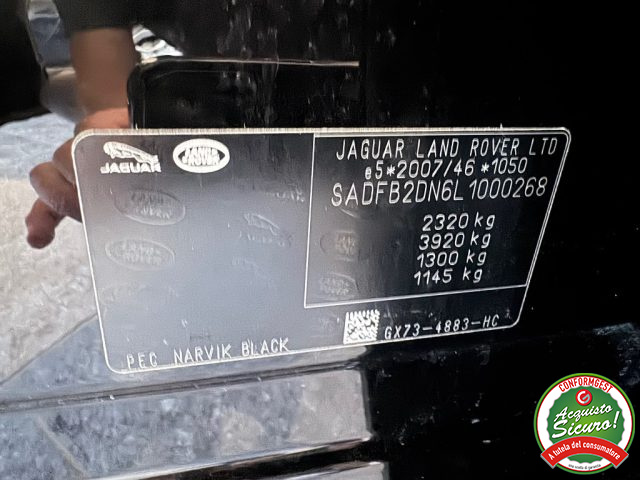 JAGUAR
LAND ROVER
JAGUAR LAND ROVER LTD
e5*2007/46 *1050
SADFB2DN6L1000268
2320 kg
3920 kg
1300 kg
1145 kg
GX73-4883-HC
PEC NARVIK BLACK
CONFORMGEST
Acquisto
Sicuro!
A tutela del consumatore